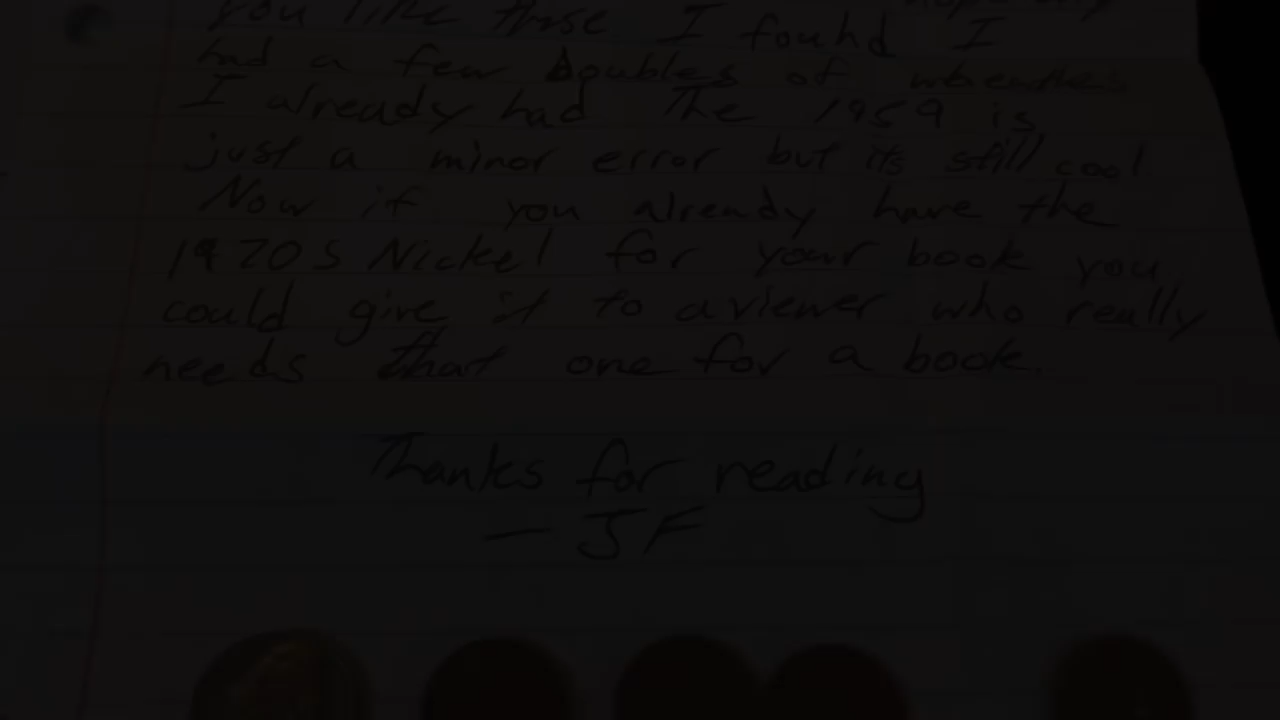 you like these I found I
had a few doubles of wheaties
I already had The 1959 is
just a minor error but its still cool
Now if you already have the
1970 S Nickel for your book you
could give it to a viewer who really
needs that one for a book.
Thanks for reading
- JF